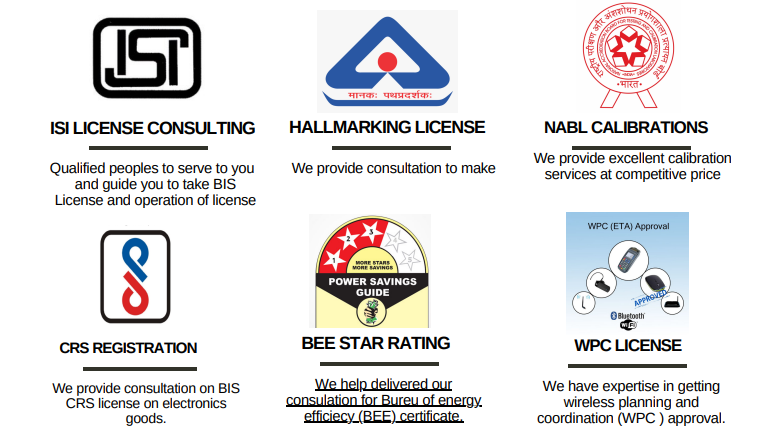 ISI
मानकः पथप्रदर्शकः
भारत
ISI LICENSE CONSULTING
HALLMARKING LICENSE
NABL CALIBRATIONS
Qualified peoples to serve to you
and guide you to take BIS
License and operation of license
We provide consultation to make
We provide excellent calibration
services at competitive price
1 2 3
MORE STARS
MORE SAVINGS
POWER SAVINGS
GUIDE
WPC (ETA) Approval
APPROVED
Bluetooth
WiFi
CRS REGISTRATION
BEE STAR RATING
WPC LICENSE
We provide consultation on BIS
CRS license on electronics
goods.
We help delivered our
consulation for Bureu of energy
efficiecy (BEE) certificate.
We have expertise in getting
wireless planning and
coordination (WPC ) approval.